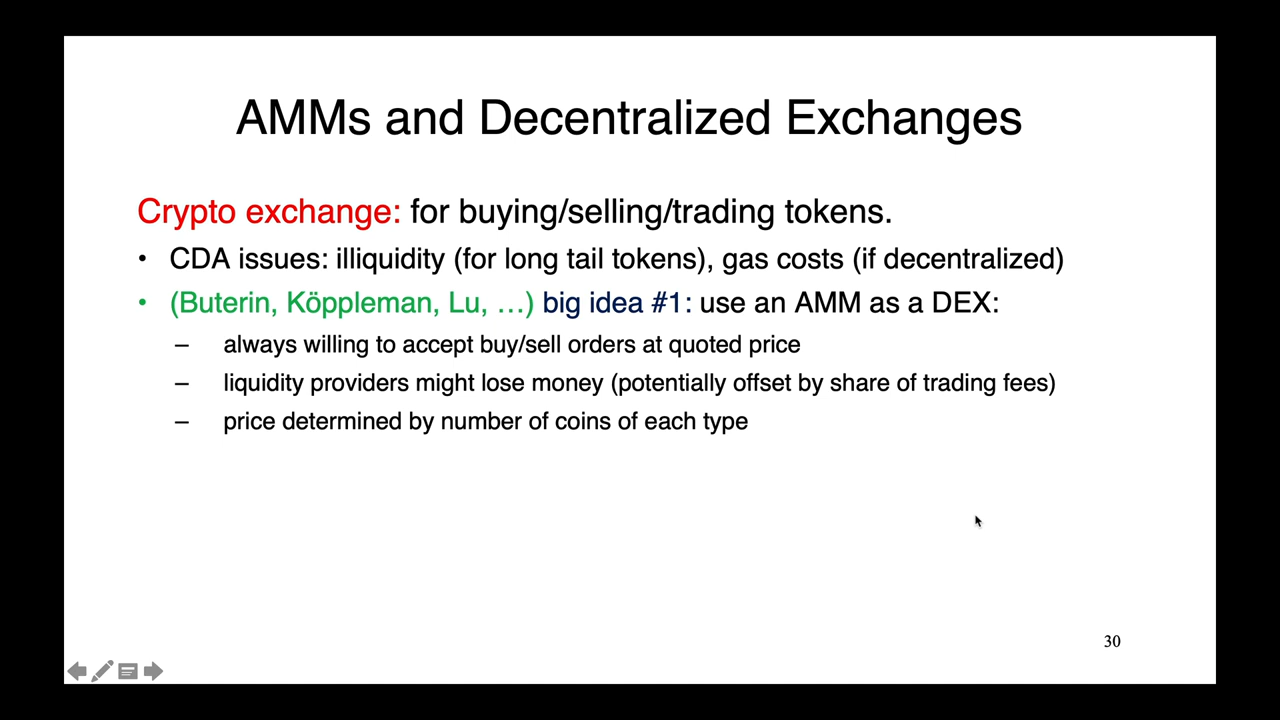 AMMs and Decentralized Exchanges
Crypto exchange: for buying/selling/trading tokens.
• CDA issues: illiquidity (for long tail tokens), gas costs (if decentralized)
• (Buterin, Köppleman, Lu, …) big idea #1: use an AMM as a DEX:
– always willing to accept buy/sell orders at quoted price
– liquidity providers might lose money (potentially offset by share of trading fees)
– price determined by number of coins of each type
30